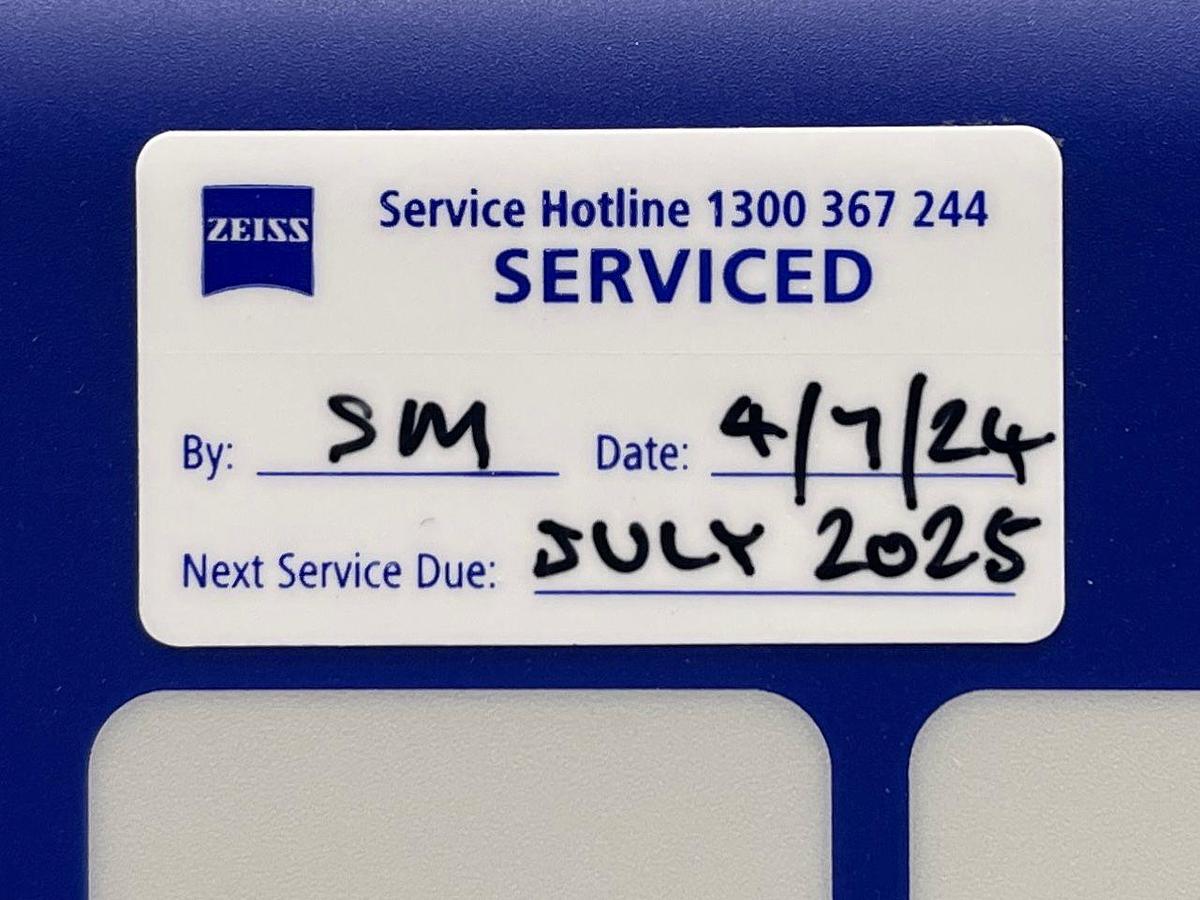 ZEISS
Service Hotline 1300 367 244
SERVICED
By: SM Date: 4/7/24
Next Service Due: JULY 2025